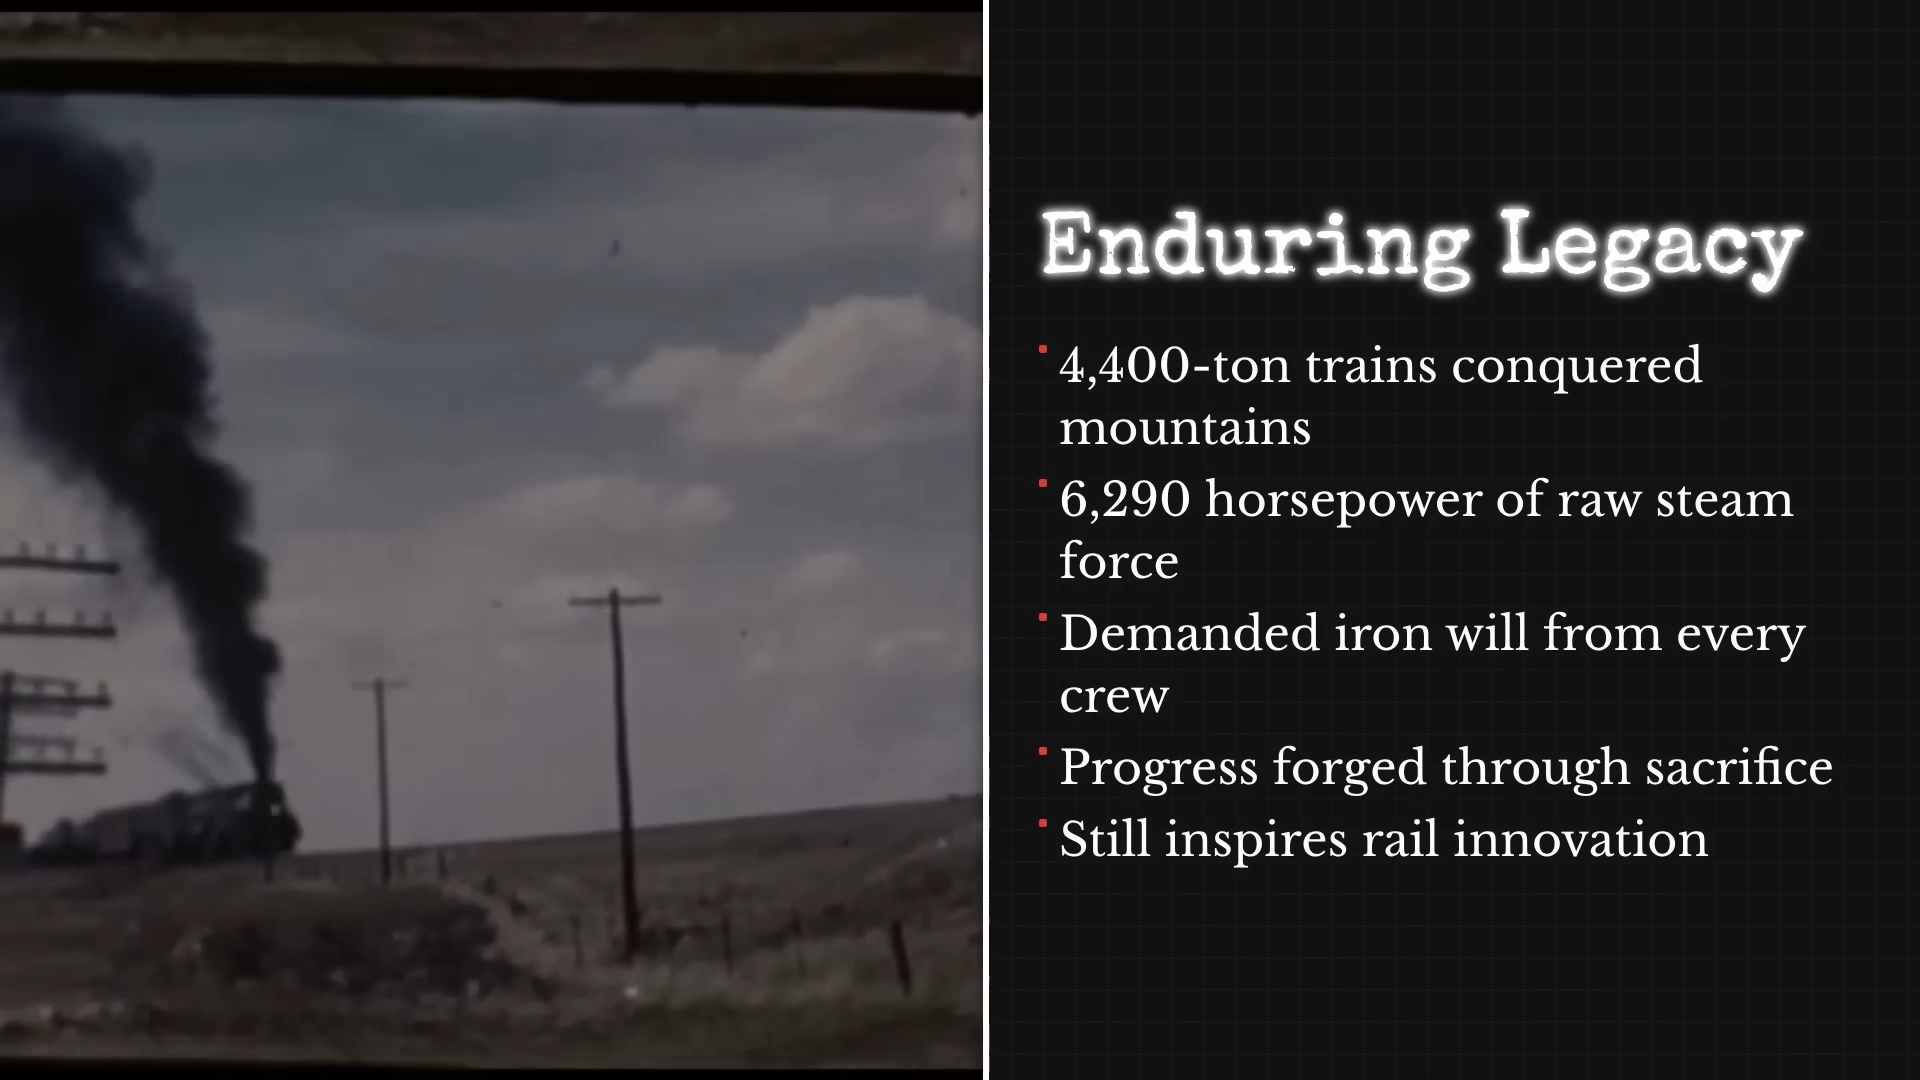 Enduring Legacy
4,400-ton trains conquered
mountains
6,290 horsepower of raw steam
force
Demanded iron will from every
crew
Progress forged through sacrifice
Still inspires rail innovation